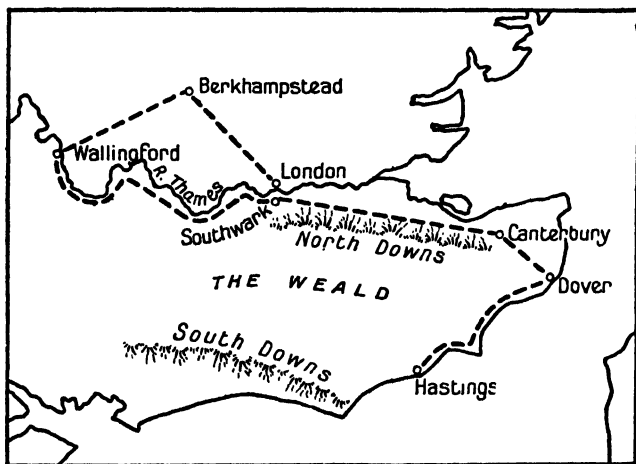 Berkhampstead
Wallingford
R. Thames
London
Southwark
North Downs
Canterbury
THE WEALD
Dover
South Downs
Hastings